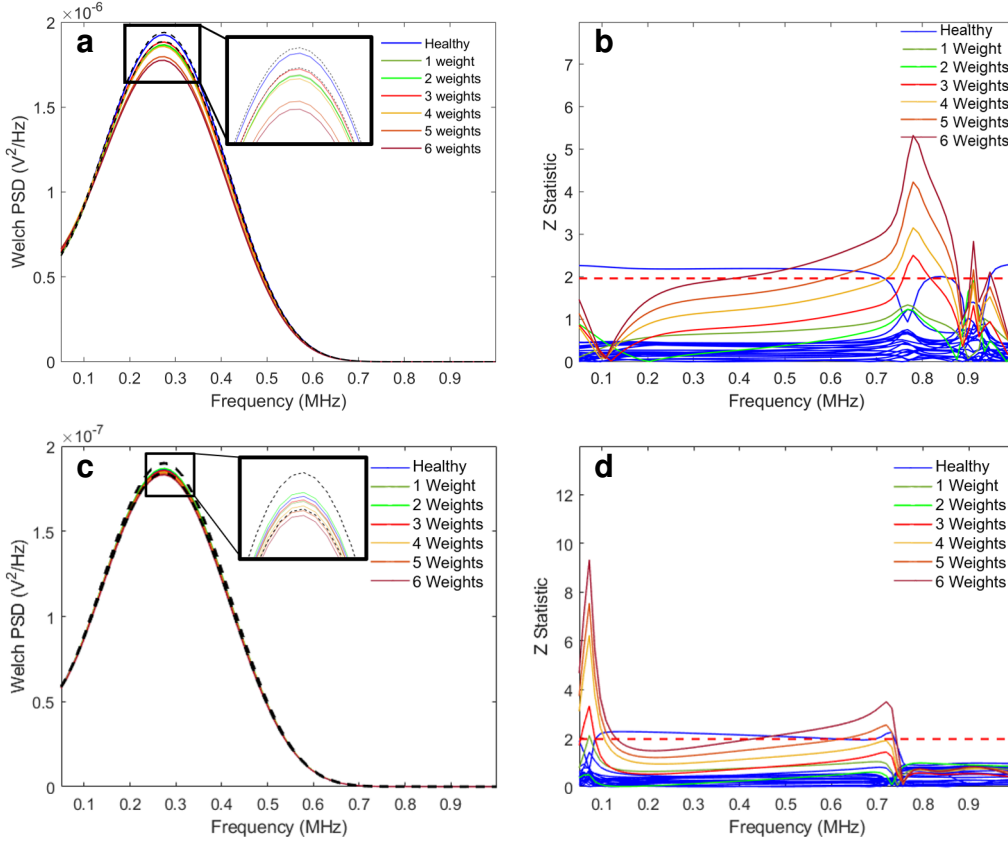 a
×10⁻⁶
2
1.5
1
0.5
0
0.1 0.2 0.3 0.4 0.5 0.6 0.7 0.8 0.9
Welch PSD (V²/Hz)
Frequency (MHz)
Healthy
1 weight
2 weights
3 weights
4 weights
5 weights
6 weights
b
7
6
5
4
3
2
1
0
0.1 0.2 0.3 0.4 0.5 0.6 0.7 0.8 0.9
Z Statistic
Frequency (MHz)
Healthy
1 Weight
2 Weights
3 Weights
4 Weights
5 Weights
6 Weights
c
×10⁻⁷
2
1.5
1
0.5
0
0.1 0.2 0.3 0.4 0.5 0.6 0.7 0.8 0.9
Welch PSD (V²/Hz)
Frequency (MHz)
Healthy
1 Weight
2 Weights
3 Weights
4 Weights
5 Weights
6 Weights
d
12
10
8
6
4
2
0
0.1 0.2 0.3 0.4 0.5 0.6 0.7 0.8 0.9
Z Statistic
Frequency (MHz)
Healthy
1 Weight
2 Weights
3 Weights
4 Weights
5 Weights
6 Weights